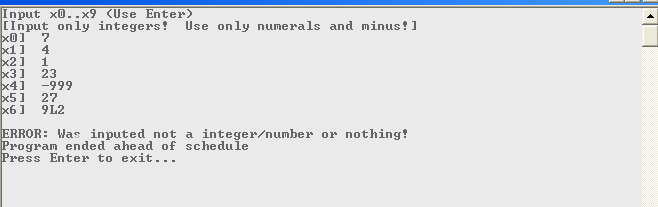 Input x0..x9 (Use Enter)
[Input only integers!  Use only numerals and minus!]
x0]  7
x1]  4
x2]  1
x3]  23
x4]  -999
x5]  27
x6]  9L2
ERROR: Was inputed not a integer/number or nothing!
Program ended ahead of schedule
Press Enter to exit...